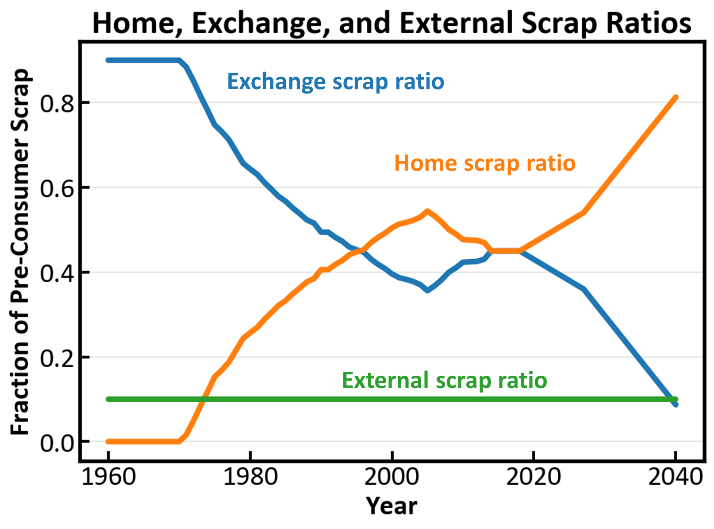 Home, Exchange, and External Scrap Ratios
Fraction of Pre-Consumer Scrap
0.8
0.6
0.4
0.2
0.0
Exchange scrap ratio
Home scrap ratio
External scrap ratio
1960 1980 2000 2020 2040
Year